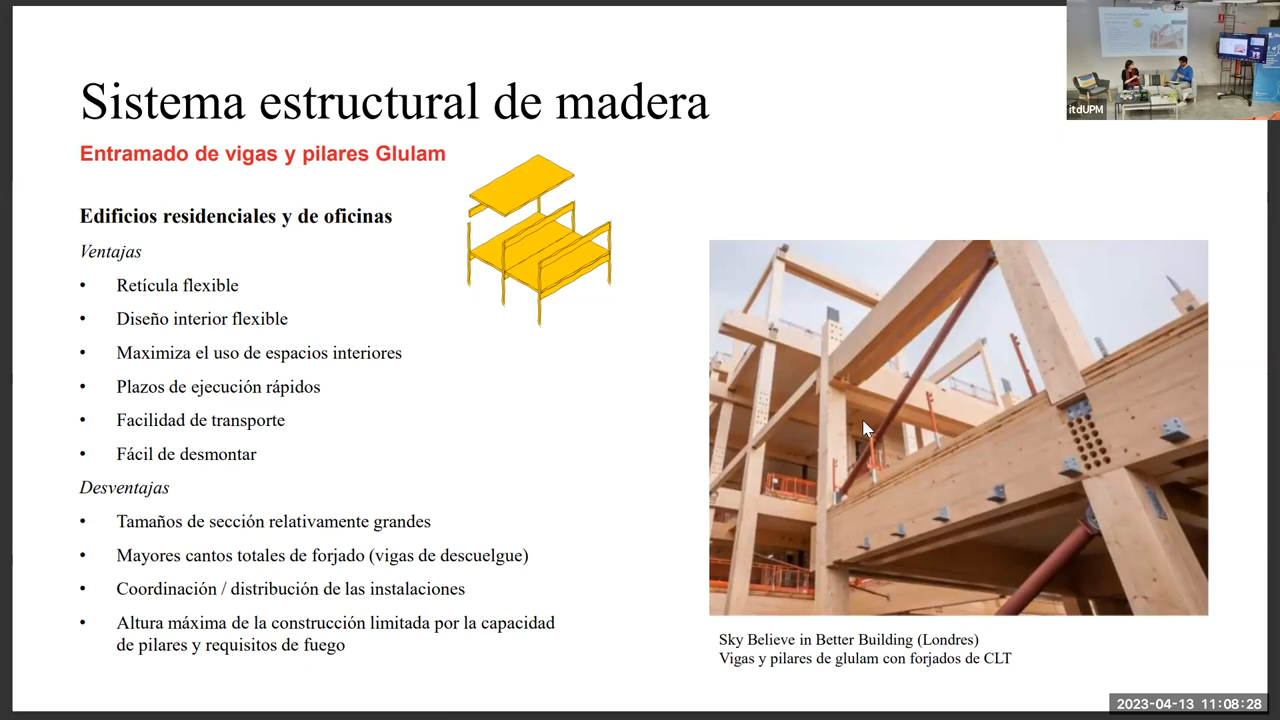 Sistema estructural de madera
Entramado de vigas y pilares Glulam
Edificios residenciales y de oficinas
Ventajas
• Retícula flexible
• Diseño interior flexible
• Maximiza el uso de espacios interiores
• Plazos de ejecución rápidos
• Facilidad de transporte
• Fácil de desmontar
Desventajas
• Tamaños de sección relativamente grandes
• Mayores cantos totales de forjado (vigas de descuelgue)
• Coordinación / distribución de las instalaciones
• Altura máxima de la construcción limitada por la capacidad
de pilares y requisitos de fuego
Sky Believe in Better Building (Londres)
Vigas y pilares de glulam con forjados de CLT
itdUPM
2023-04-13 11:08:28